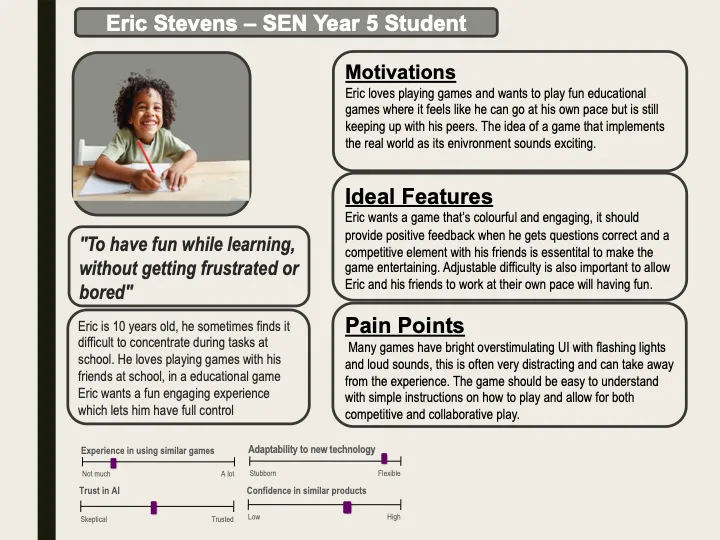 Eric Stevens – SEN Year 5 Student
"To have fun while learning,
without getting frustrated or
bored"
Eric is 10 years old, he sometimes finds it
difficult to concentrate during tasks at
school. He loves playing games with his
friends at school, in a educational game
Eric wants a fun engaging experience
which lets him have full control
Motivations
Eric loves playing games and wants to play fun educational
games where it feels like he can go at his own pace but is still
keeping up with his peers. The idea of a game that implements
the real world as its enivronment sounds exciting.
Ideal Features
Eric wants a game that's colourful and engaging, it should
provide positive feedback when he gets questions correct and a
competitive element with his friends is essentital to make the
game entertaining. Adjustable difficulty is also important to allow
Eric and his friends to work at their own pace will having fun.
Pain Points
Many games have bright overstimulating UI with flashing lights
and loud sounds, this is often very distracting and can take away
from the experience. The game should be easy to understand
with simple instructions on how to play and allow for both
competitive and collaborative play.
Experience in using similar games
Not much A lot
Adaptability to new technology
Stubborn Flexible
Trust in AI
Skeptical Trusted
Confidence in similar products
Low High